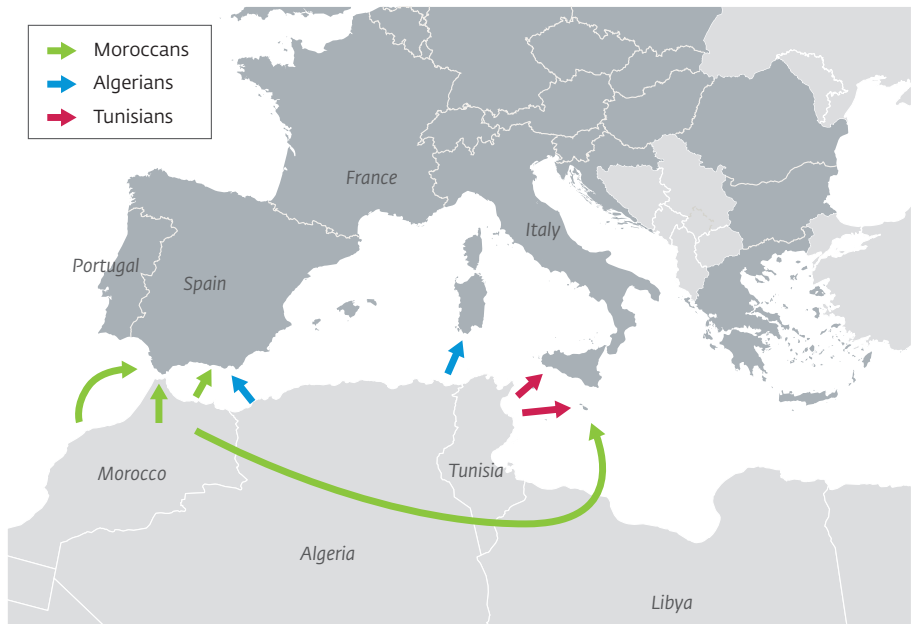 Moroccans
Algerians
Tunisians
France
Italy
Portugal
Spain
Morocco
Tunisia
Algeria
Libya